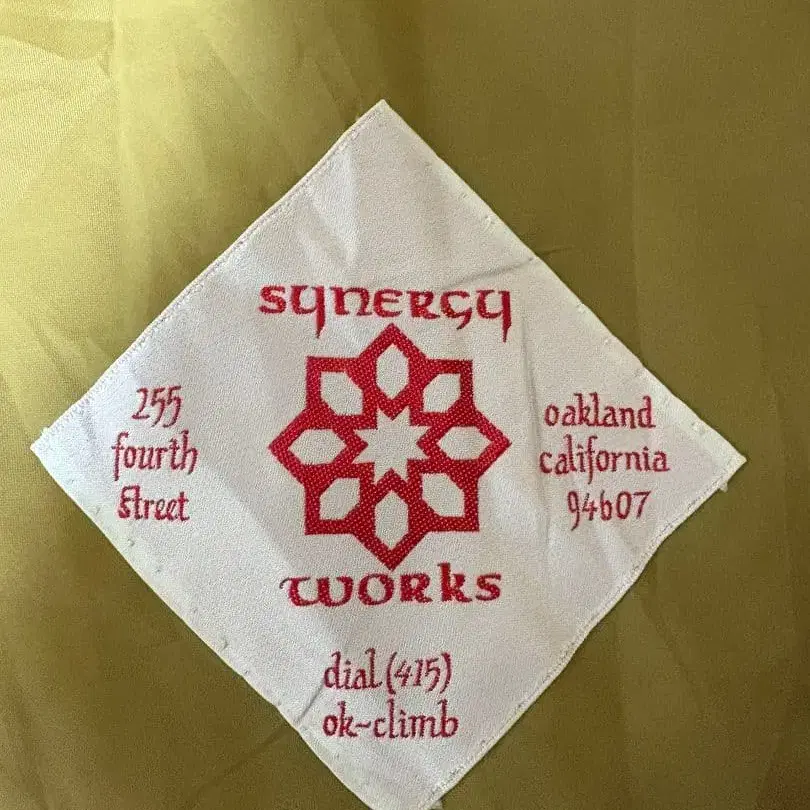 synergy
255
fourth
street
oakland
california
94607
works
dial (415)
ok-climb